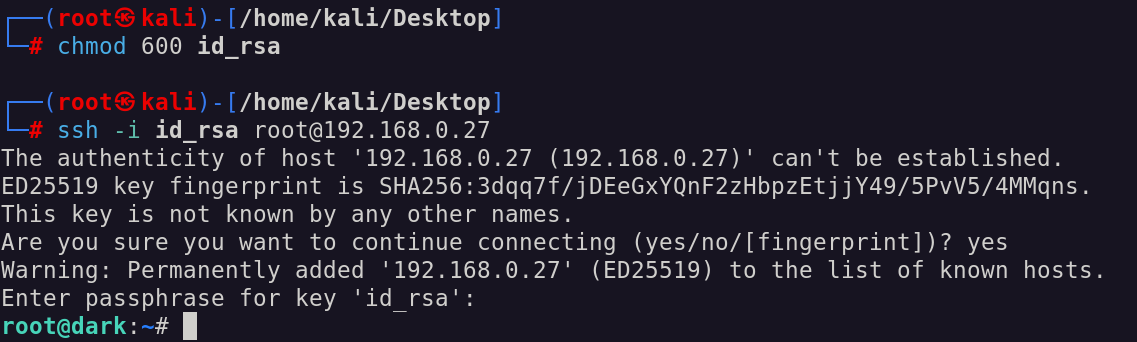 ┌──(root㉿kali)-[/home/kali/Desktop]
└─# chmod 600 id_rsa
┌──(root㉿kali)-[/home/kali/Desktop]
└─# ssh -i id_rsa root@192.168.0.27
The authenticity of host '192.168.0.27 (192.168.0.27)' can't be established.
ED25519 key fingerprint is SHA256:3dqq7f/jDEeGxYQnF2zHbpzEtjjY49/5PvV5/4MMqns.
This key is not known by any other names.
Are you sure you want to continue connecting (yes/no/[fingerprint])? yes
Warning: Permanently added '192.168.0.27' (ED25519) to the list of known hosts.
Enter passphrase for key 'id_rsa':
root@dark:~#